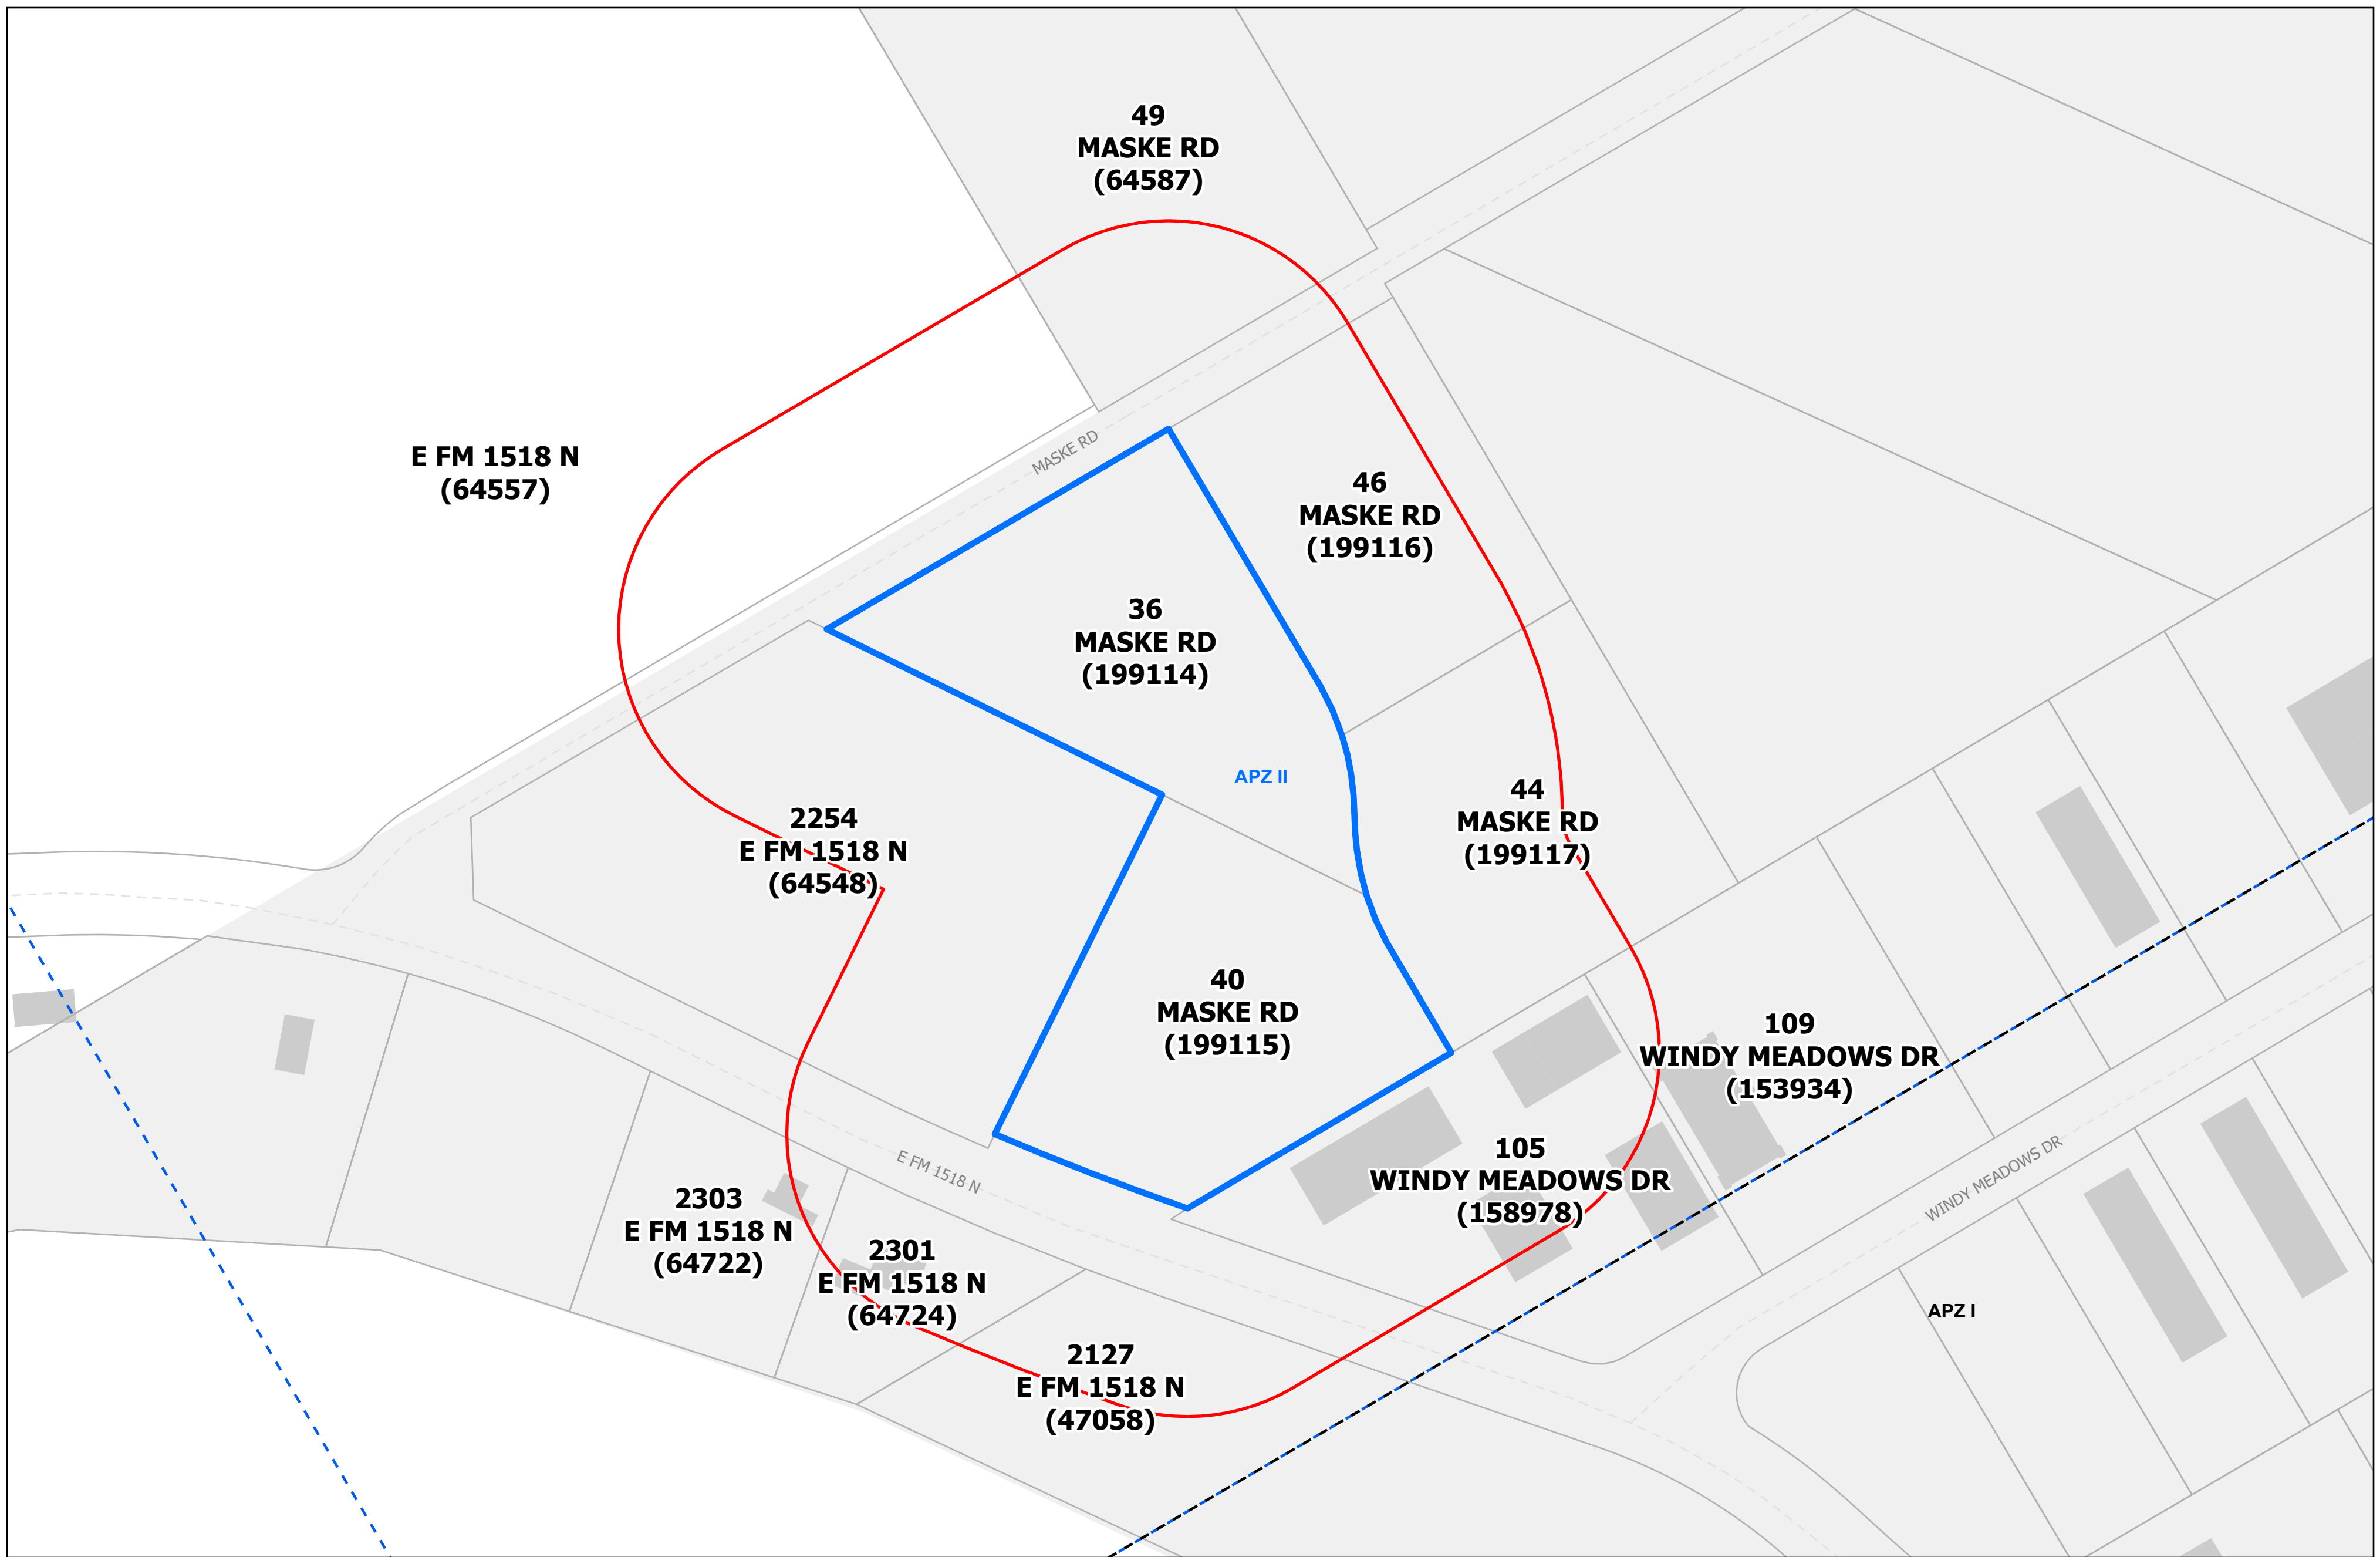 49
MASKE RD
(64587)
E FM 1518 N
(64557)
MASKE RD
46
MASKE RD
(199116)
36
MASKE RD
(199114)
APZ II
44
MASKE RD
(199117)
2254
E FM 1518 N
(64548)
40
MASKE RD
(199115)
109
WINDY MEADOWS DR
(153934)
105
WINDY MEADOWS DR
(158978)
WINDY MEADOWS DR
E FM 1518 N
2303
E FM 1518 N
(64722)
2301
E FM 1518 N
(64724)
APZ I
2127
E FM 1518 N
(47058)